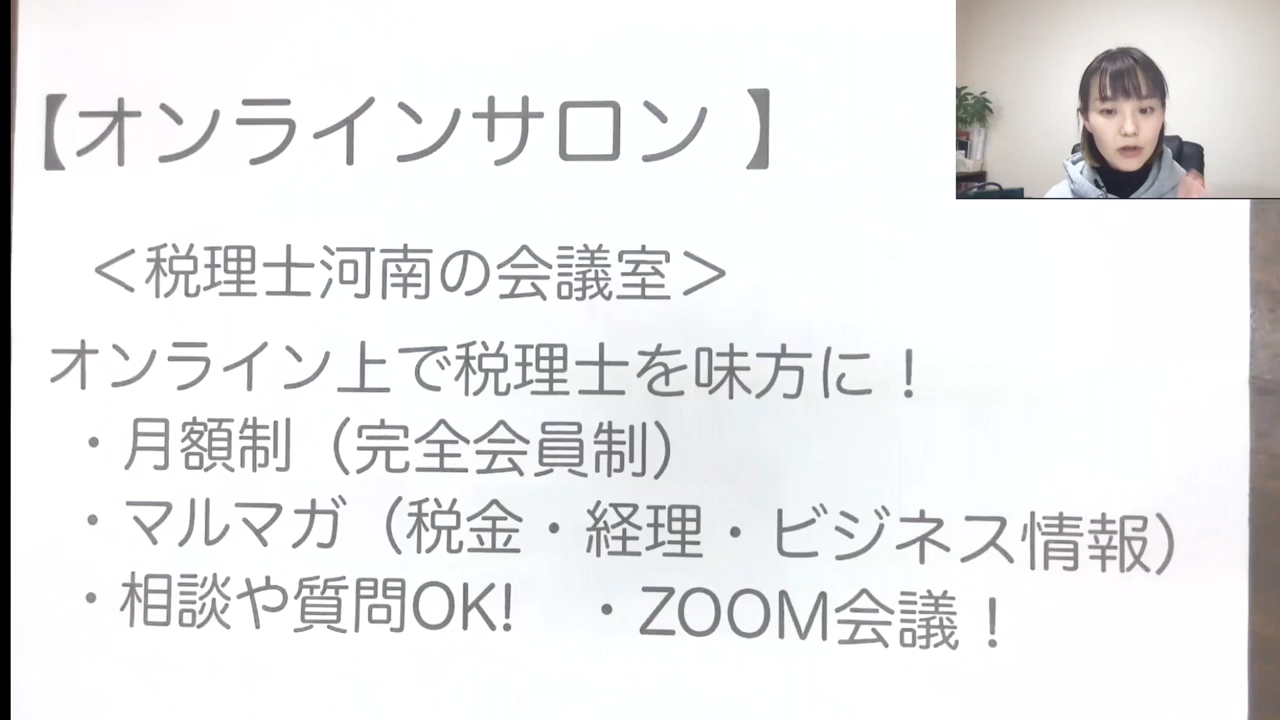 【オンラインサロン 】
＜税理士河南の会議室＞
オンライン上で税理士を味方に！
・月額制（完全会員制）
・マルマガ（税金・経理・ビジネス情報）
・相談や質問OK! ・ZOOM会議！